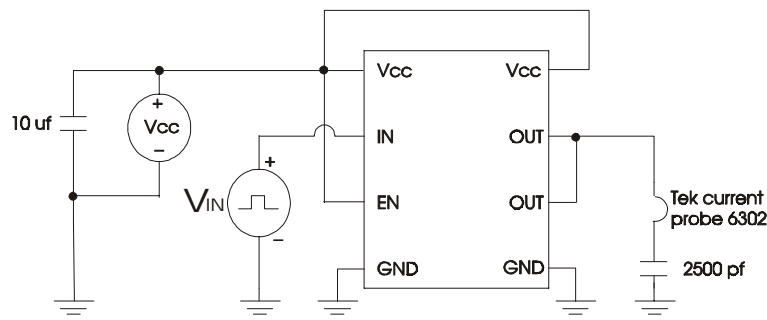 Vcc Vcc
10 uf
+
Vcc
−
IN OUT
+
VIN
−
EN OUT
Tek current
probe 6302
GND GND
2500 pf